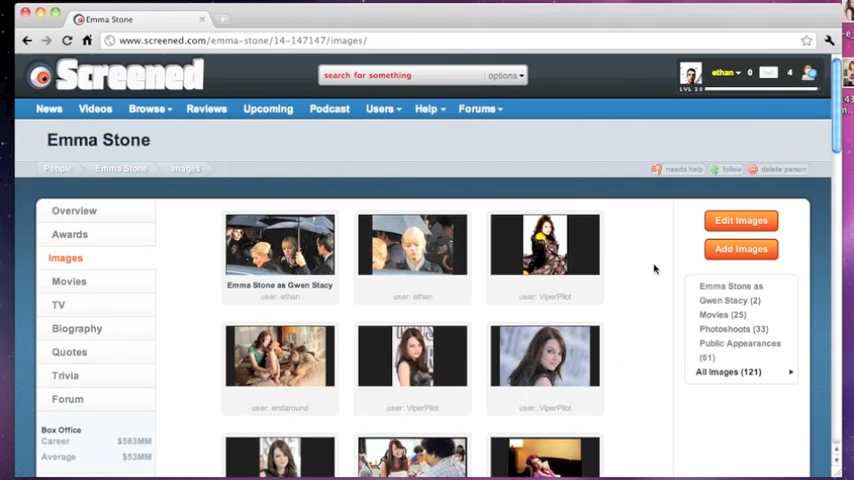 Emma Stone
www.screened.com/emma-stone/14-147147/images/
Screened
search for something
options
ethan
0
4
LVL 10
News Videos Browse Reviews Upcoming Podcast Users Help Forums
Emma Stone
People Emma Stone Images
needs help follow delete person
Overview
Awards
Images
Movies
TV
Biography
Quotes
Trivia
Forum
Box Office
Career $583MM
Average $53MM
Emma Stone as Gwen Stacy
user: ethan
user: ethan
user: ViperPilot
user: endaround
user: ViperPilot
user: ViperPilot
Edit Images
Add Images
Emma Stone as
Gwen Stacy (2)
Movies (25)
Photoshoots (33)
Public Appearances
(61)
All Images (121)